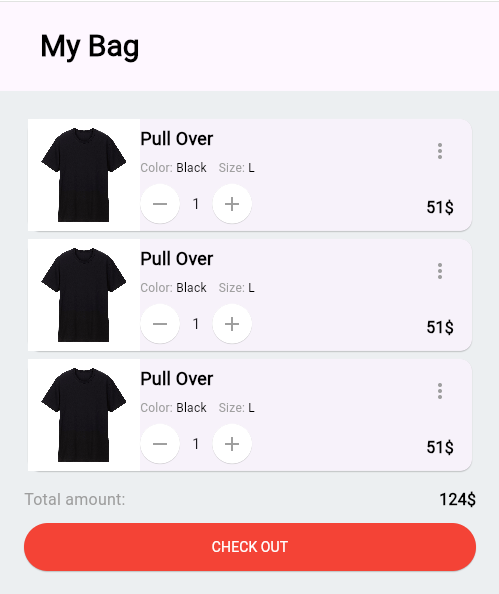 My Bag
Pull Over
Color: Black Size: L
1
51$
Pull Over
Color: Black Size: L
1
51$
Pull Over
Color: Black Size: L
1
51$
Total amount: 124$
CHECK OUT